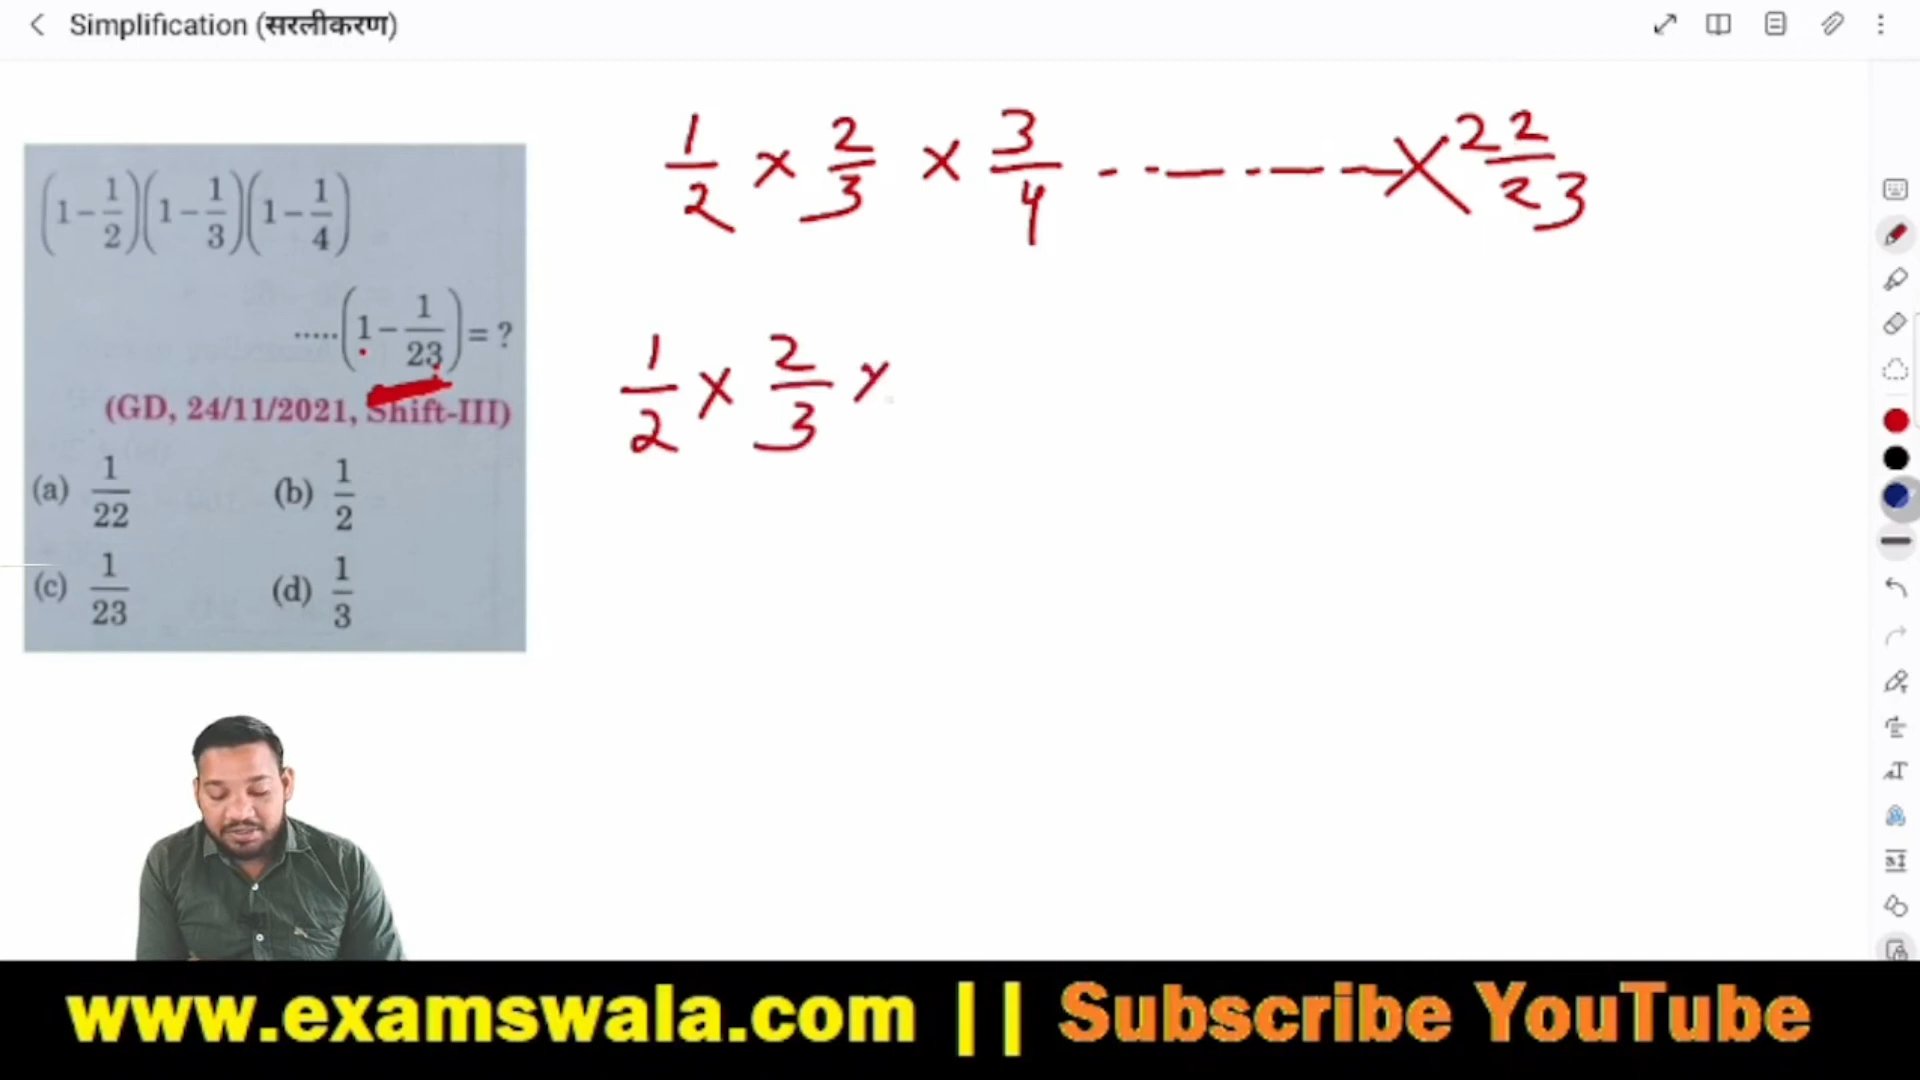 Simplification (सरलीकरण)
(1 - 1/2)(1 - 1/3)(1 - 1/4)
.....(1 - 1/23) = ?
(GD, 24/11/2021, Shift-III)
(a) 1/22 (b) 1/2
(c) 1/23 (d) 1/3
1/2 × 2/3 × 3/4 ------- × 22/23
1/2 × 2/3 ×
www.examswala.com || Subscribe YouTube